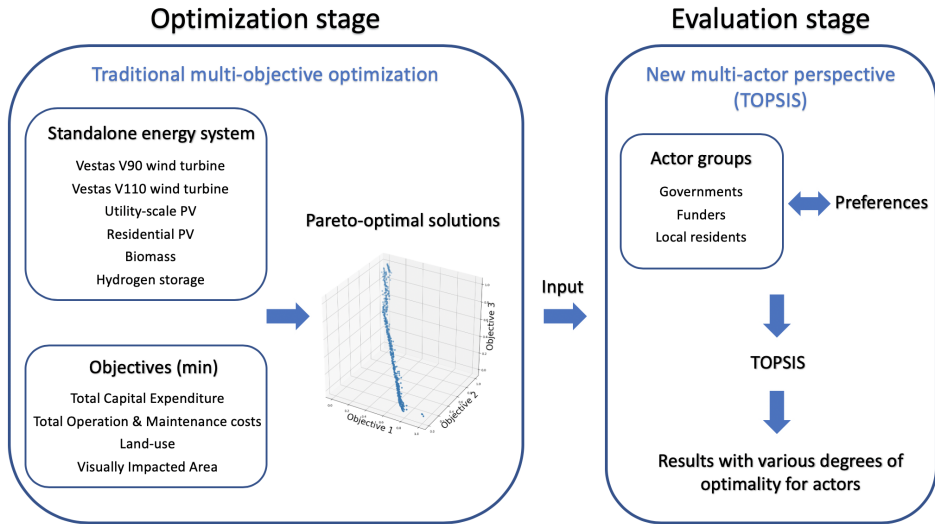 Optimization stage
Traditional multi-objective optimization
Standalone energy system
Vestas V90 wind turbine
Vestas V110 wind turbine
Utility-scale PV
Residential PV
Biomass
Hydrogen storage
Objectives (min)
Total Capital Expenditure
Total Operation & Maintenance costs
Land-use
Visually Impacted Area
Pareto-optimal solutions
Objective 1
Objective 2
Objective 3
Input
Evaluation stage
New multi-actor perspective
(TOPSIS)
Actor groups
Governments
Funders
Local residents
Preferences
TOPSIS
Results with various degrees of
optimality for actors